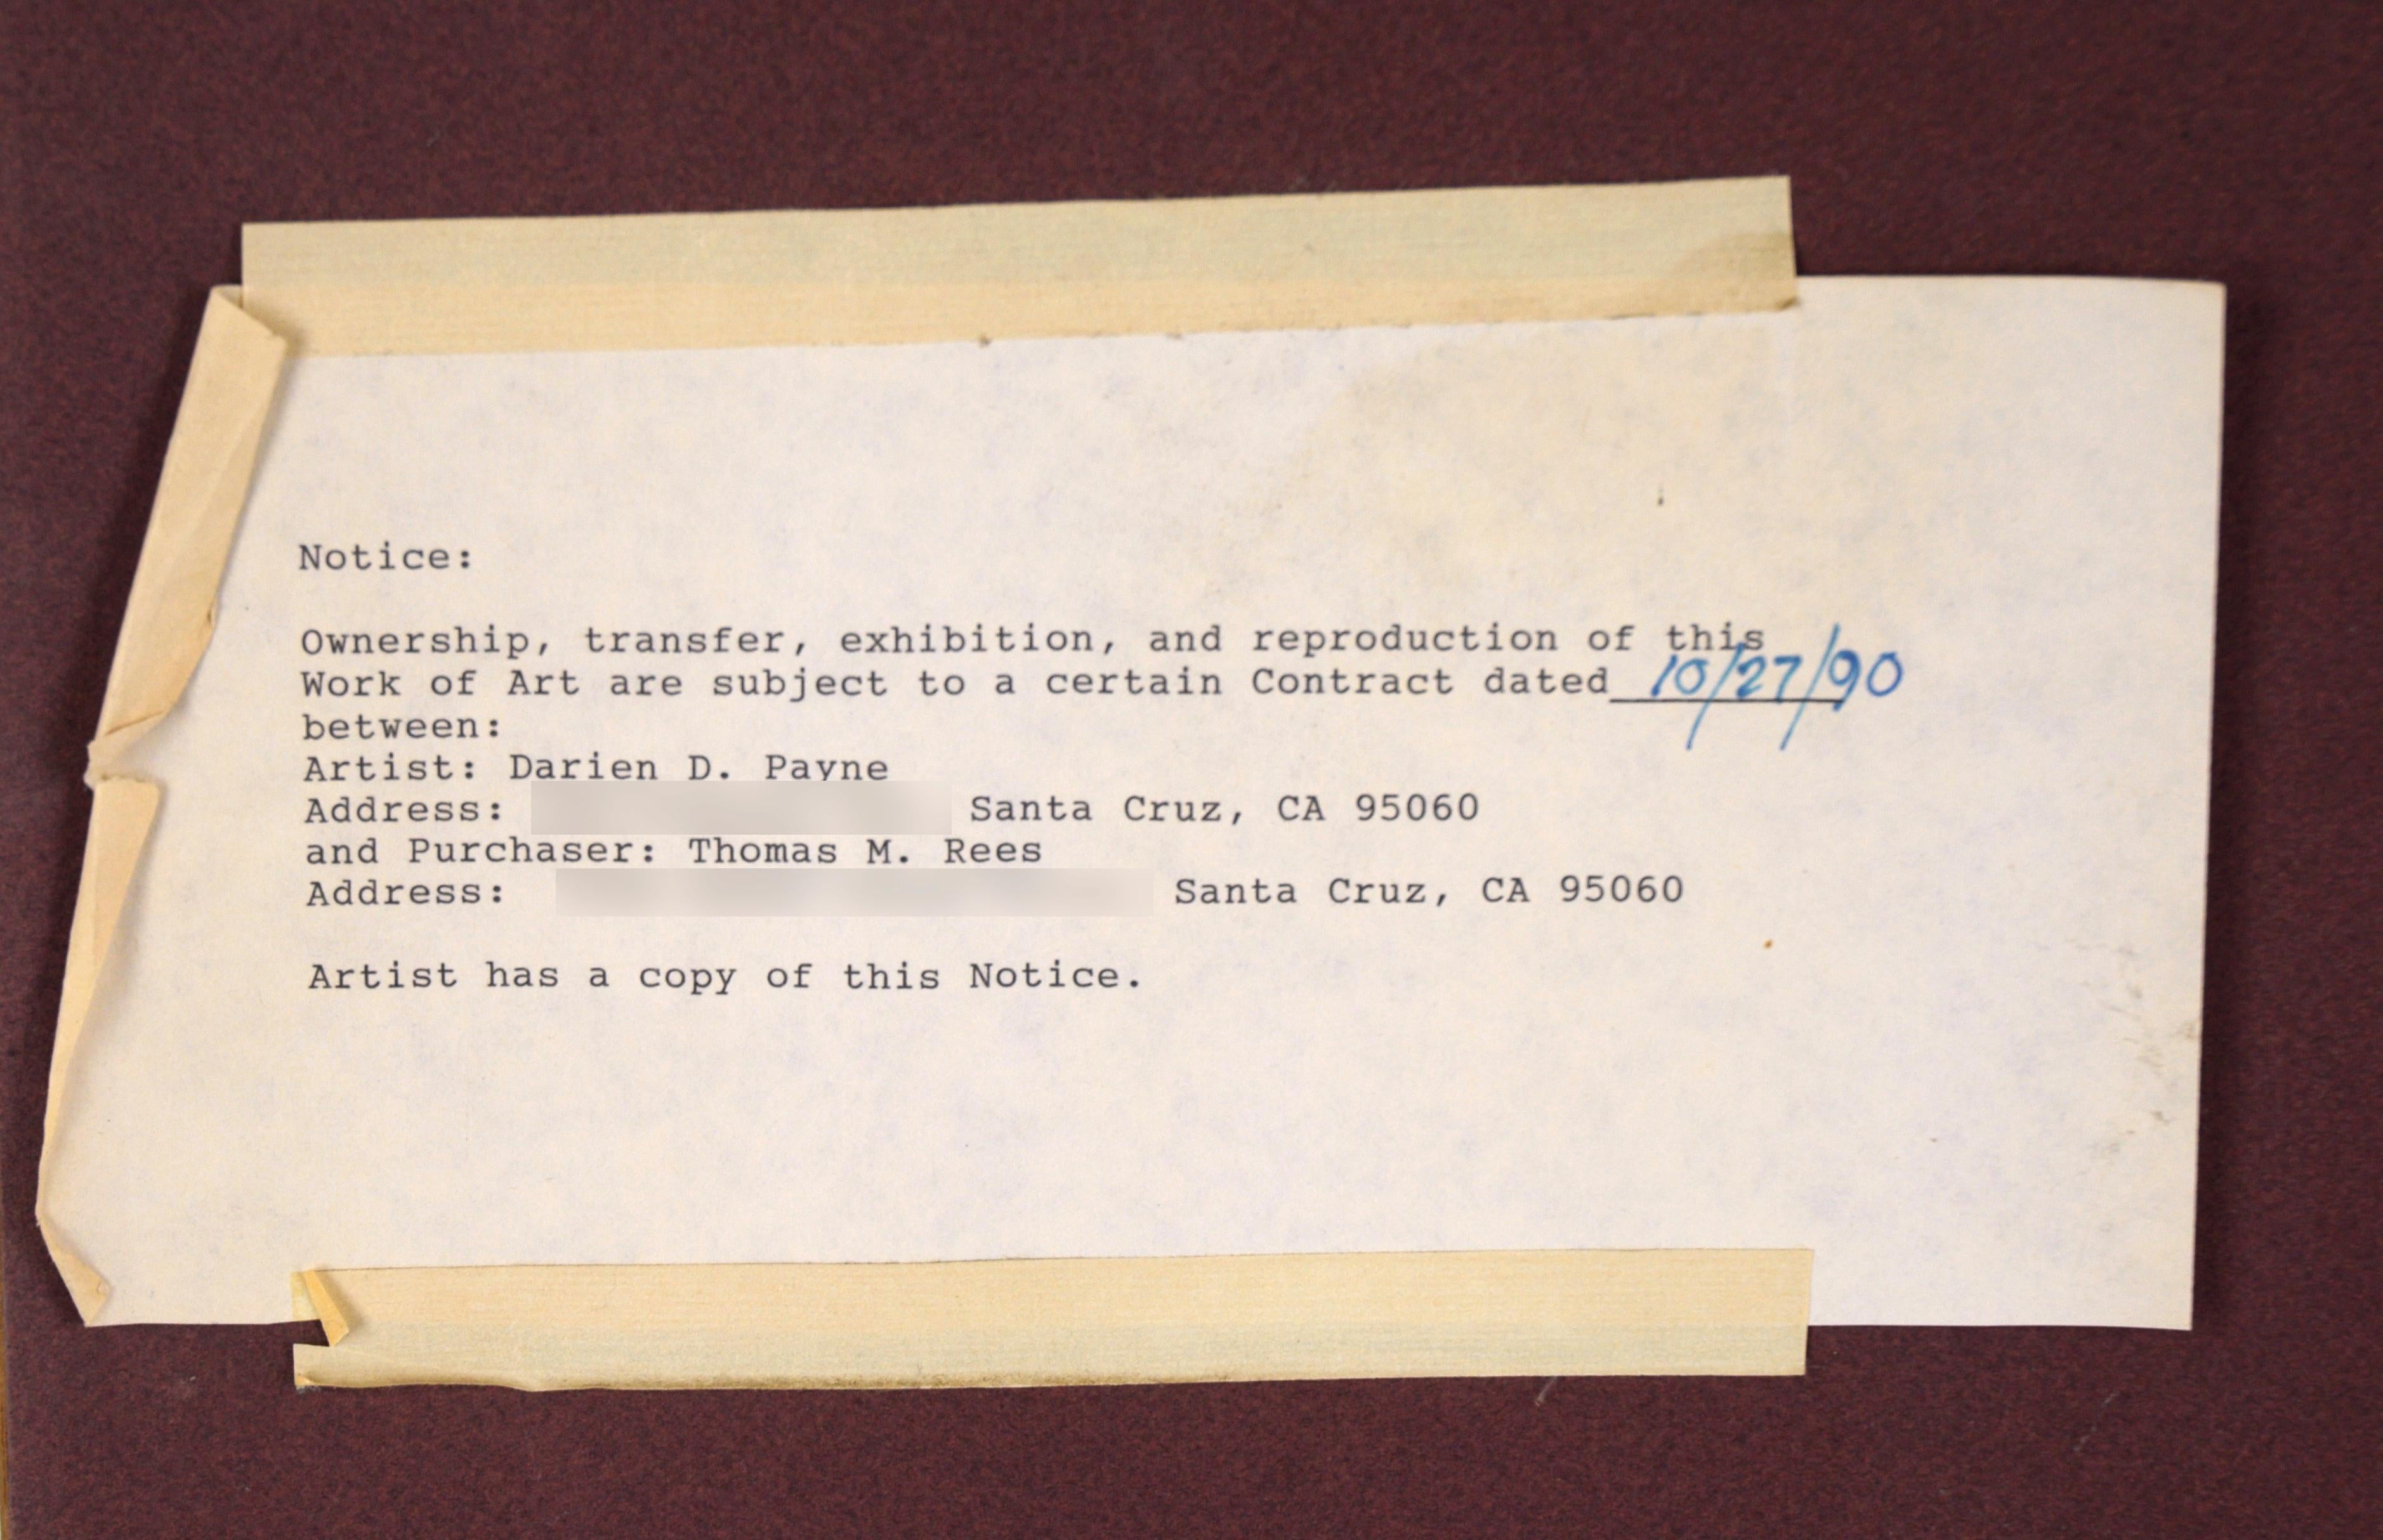 Notice:
Ownership, transfer, exhibition, and reproduction of this
Work of Art are subject to a certain Contract dated 10/27/90
between:
Artist: Darien D. Payne
Address: Santa Cruz, CA 95060
and Purchaser: Thomas M. Rees
Address: Santa Cruz, CA 95060
Artist has a copy of this Notice.